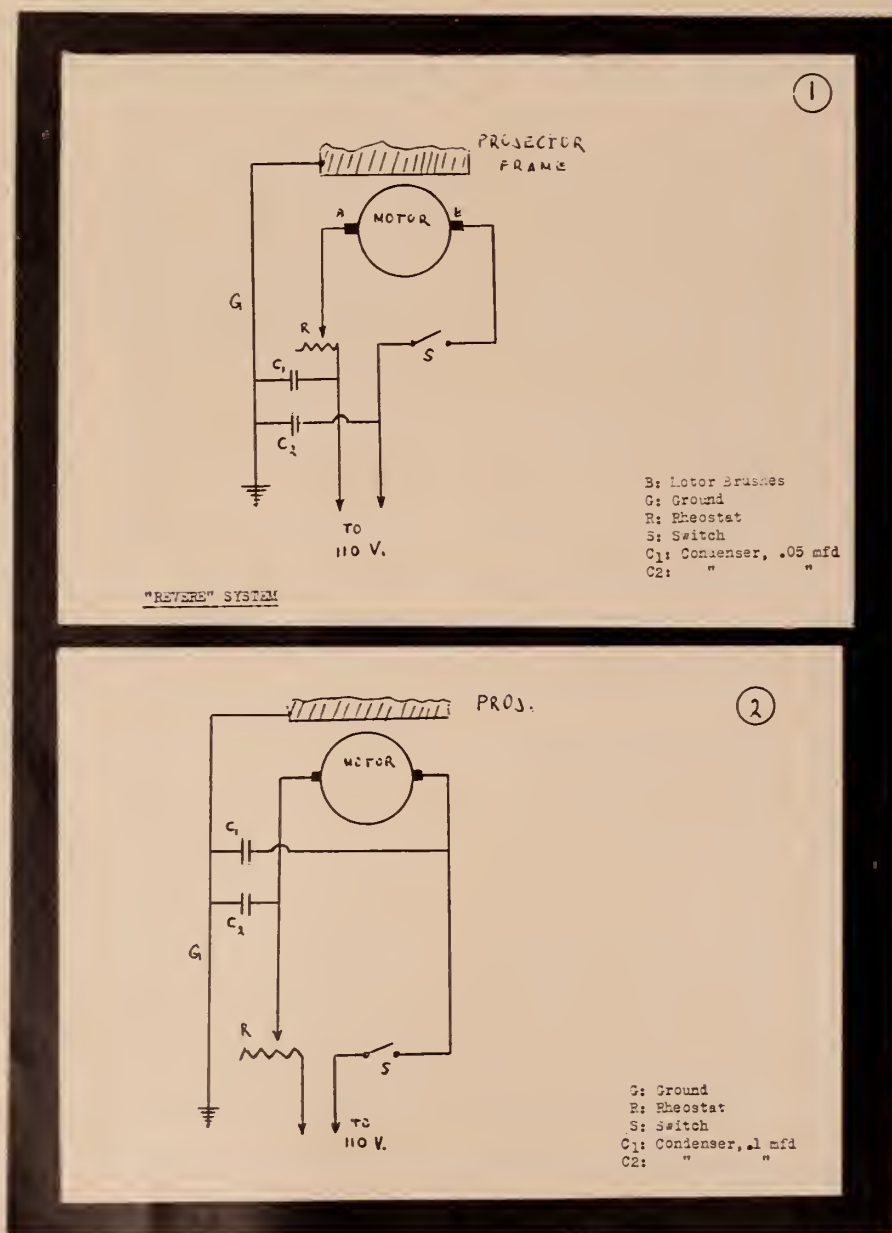 1
PROJECTOR
FRAME
MOTOR
G
R
C1
S
C2
TO
110 V.
B: Motor Brushes
G: Ground
R: Rheostat
S: Switch
C1: Condenser, .05 mfd
C2: " "
"REVERE" SYSTEM
2
PROJ.
MOTOR
C1
C2
G
R
S
TO
110 V.
G: Ground
R: Rheostat
S: Switch
C1: Condenser, .1 mfd
C2: " "